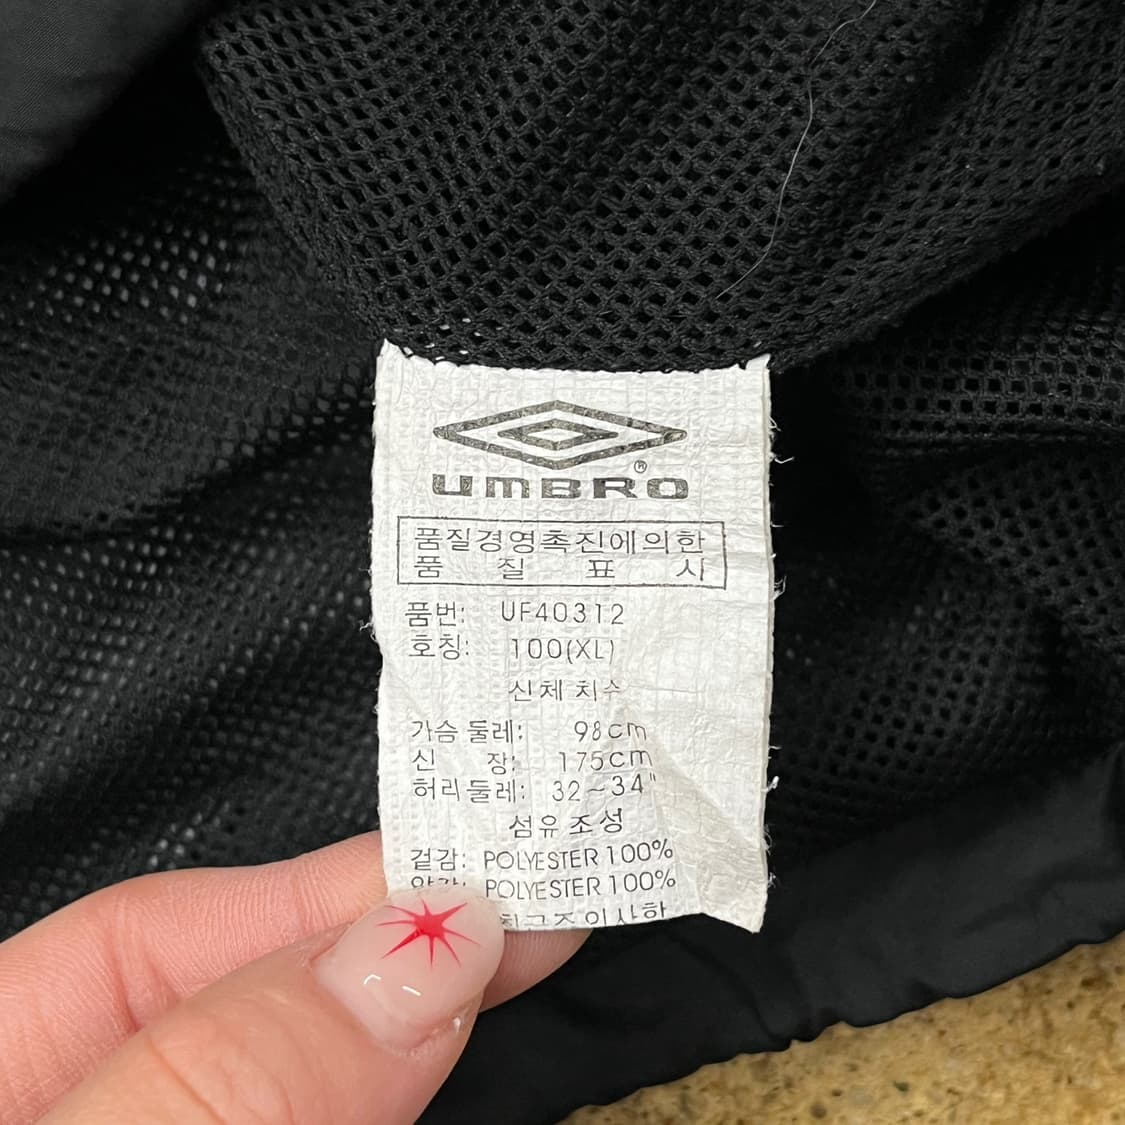 UMBRO®
품질경영촉진에의한
품 질 표 시
품번: UF40312
호칭: 100(XL)
신체 치수
가슴 둘레: 98cm
신 장: 175cm
허리 둘레: 32~34"
섬유 조성
겉감: POLYESTER 100%
안감: POLYESTER 100%